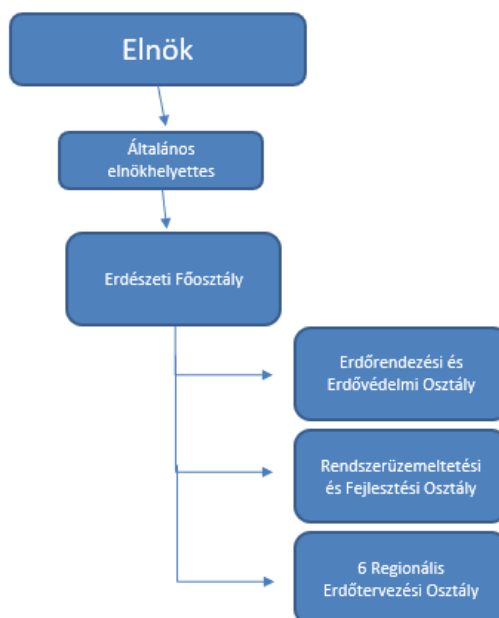 Elnök
Általános
elnökhelyettes
Erdészeti Főosztály
Erdőrendezési és
Erdővédelmi Osztály
Rendszerüzemeltetési
és Fejlesztési Osztály
6 Regionális
Erdőtervezési Osztály